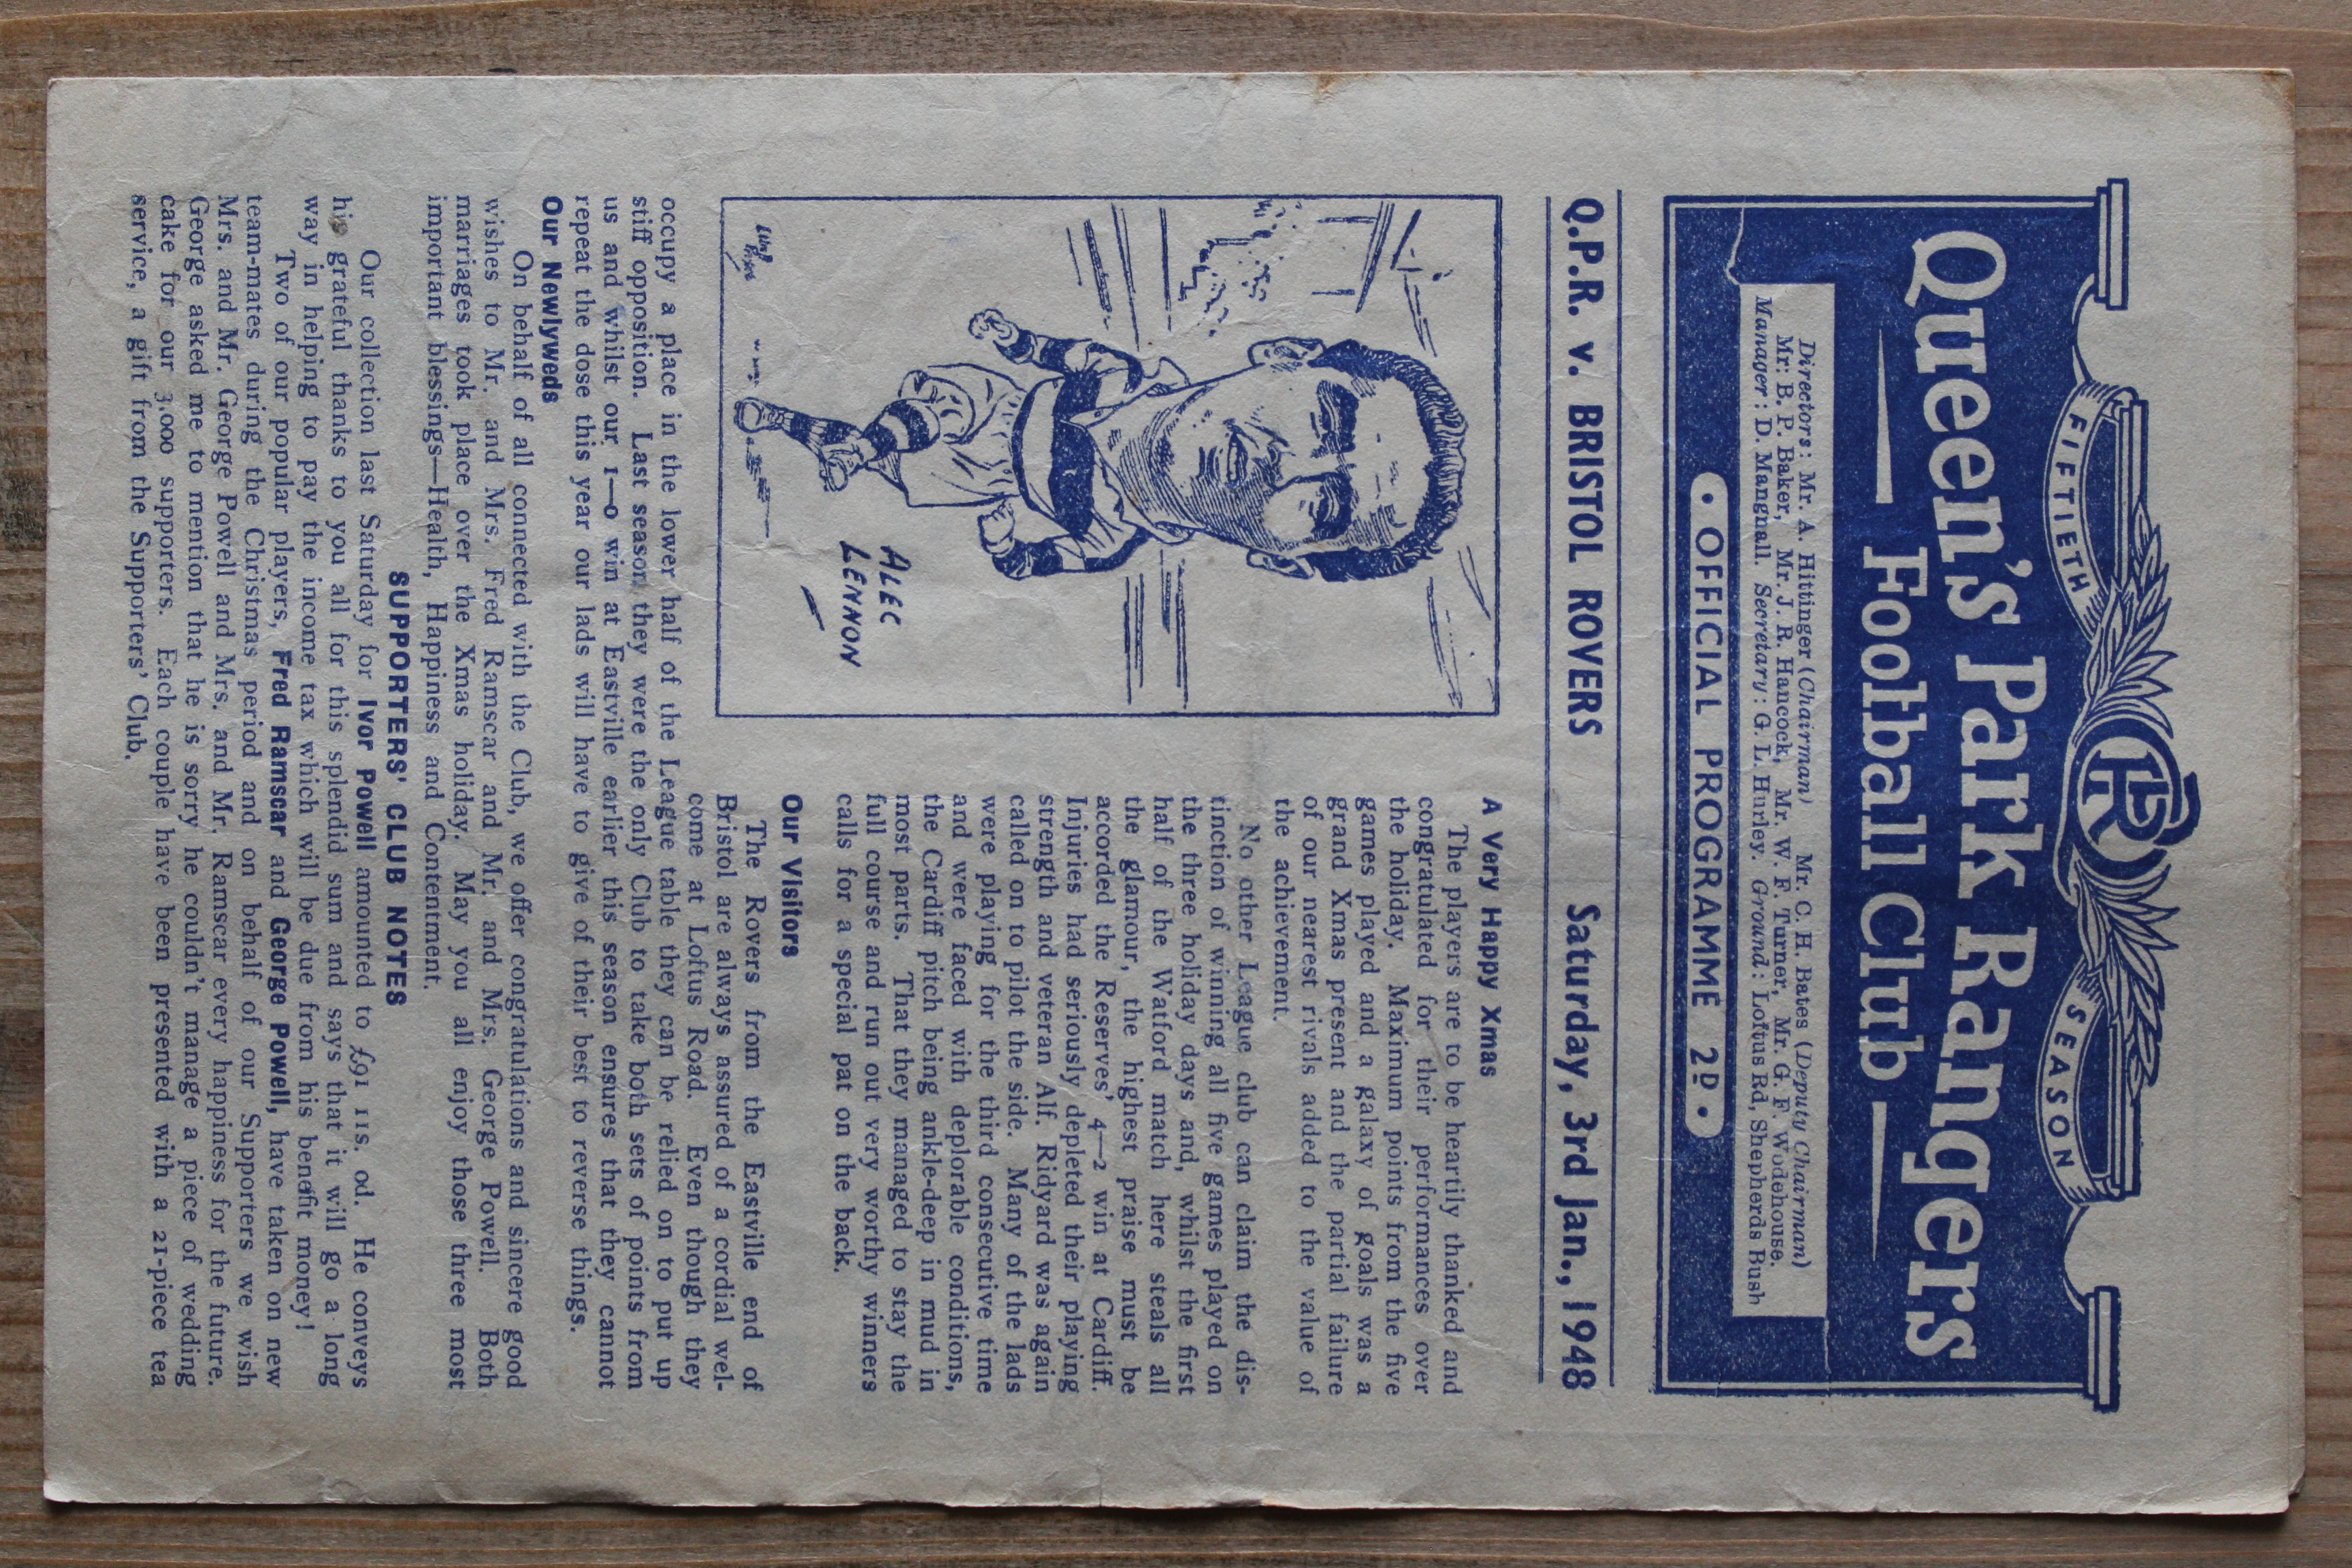 FIFTIETH
SEASON
Queen's Park Rangers
Football Club
Directors: Mr. A. Hittinger (Chairman) Mr. C. H. Bates (Deputy Chairman)
Mr. B. P. Baker, Mr. J. R. Hancock, Mr. W. F. Turner, Mr. G. F. Wodehouse.
Manager: D. Mangnall. Secretary: G. L. Hurley. Ground: Loftus Rd, Shepherds Bush
• OFFICIAL PROGRAMME 2D •
Q.P.R. v. BRISTOL ROVERS Saturday, 3rd Jan., 1948
ALEC
LENNON
A Very Happy Xmas
The players are to be heartily thanked and
congratulated for their performances over
the holiday. Maximum points from the five
games played and a galaxy of goals was a
grand Xmas present and the partial failure
of our nearest rivals added to the value of
the achievement.
No other League club can claim the dis-
tinction of winning all five games played on
the three holiday days and, whilst the first
half of the Watford match here steals all
the glamour, the highest praise must be
accorded the Reserves' 4—2 win at Cardiff.
Injuries had seriously depleted their playing
strength and veteran Alf. Ridyard was again
called on to pilot the side. Many of the lads
were playing for the third consecutive time
and were faced with deplorable conditions,
the Cardiff pitch being ankle-deep in mud in
most parts. That they managed to stay the
full course and run out very worthy winners
calls for a special pat on the back.
Our Visitors
The Rovers from the Eastville end of
Bristol are always assured of a cordial wel-
come at Loftus Road. Even though they
occupy a place in the lower half of the League table they can be relied on to put up
stiff opposition. Last season they were the only Club to take both sets of points from
us and whilst our 1—0 win at Eastville earlier this season ensures that they cannot
repeat the dose this year our lads will have to give of their best to reverse things.
Our Newlyweds
On behalf of all connected with the Club, we offer congratulations and sincere good
wishes to Mr. and Mrs. Fred Ramscar and Mr. and Mrs. George Powell. Both
marriages took place over the Xmas holiday. May you all enjoy those three most
important blessings—Health, Happiness and Contentment.
SUPPORTERS' CLUB NOTES
Our collection last Saturday for Ivor Powell amounted to £91 11s. 0d. He conveys
his grateful thanks to you all for this splendid sum and says that it will go a long
way in helping to pay the income tax which will be due from his benefit money!
Two of our popular players, Fred Ramscar and George Powell, have taken on new
team-mates during the Christmas period and on behalf of our Supporters we wish
Mrs. and Mr. George Powell and Mrs. and Mr. Ramscar every happiness for the future.
George asked me to mention that he is sorry he couldn't manage a piece of wedding
cake for our 3,000 supporters. Each couple have been presented with a 21-piece tea
service, a gift from the Supporters' Club.